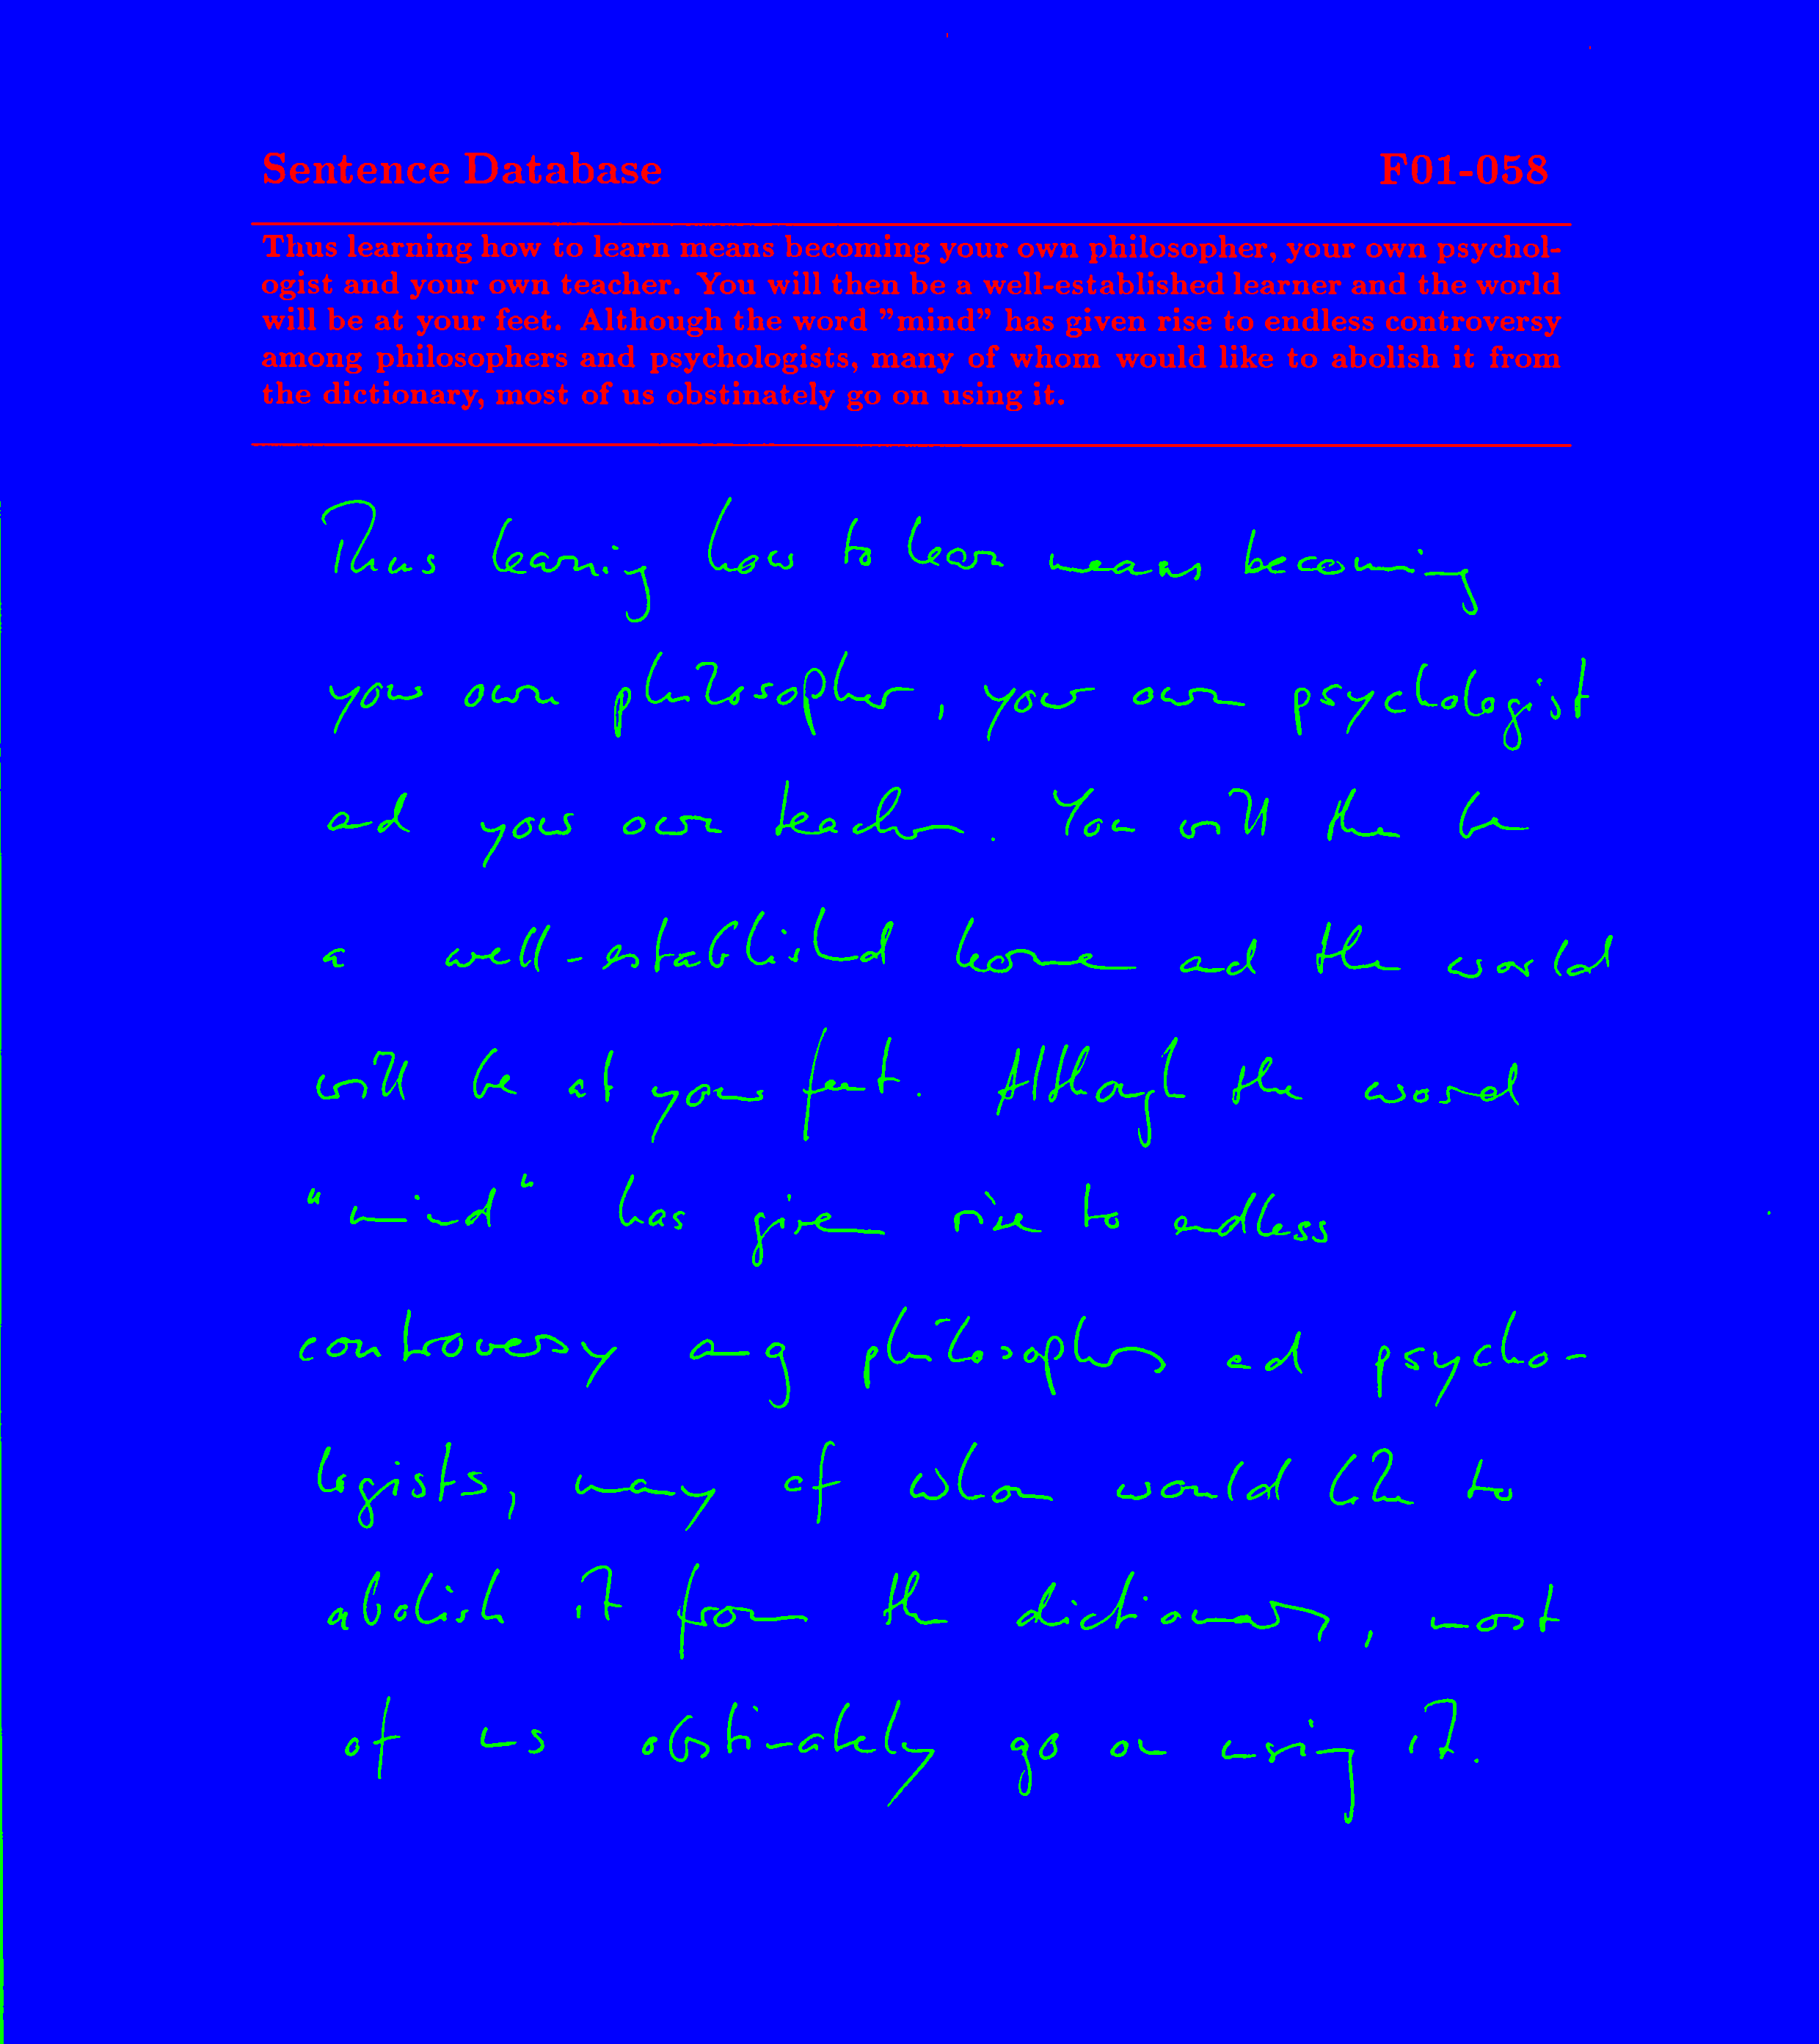 Sentence Database F01-058
Thus learning how to learn means becoming your own philosopher, your own psychol-
ogist and your own teacher. You will then be a well-established learner and the world
will be at your feet. Although the word "mind" has given rise to endless controversy
among philosophers and psychologists, many of whom would like to abolish it from
the dictionary, most of us obstinately go on using it.
Thus learning how to learn means becoming
your own philosopher, your own psychologist
and your own teacher. You will then be
a well-established learner and the world
will be at your feet. Although the word
"mind" has given rise to endless
controversy among philosophers and psycho-
logists, many of whom would like to
abolish it from the dictionary, most
of us obstinately go on using it.